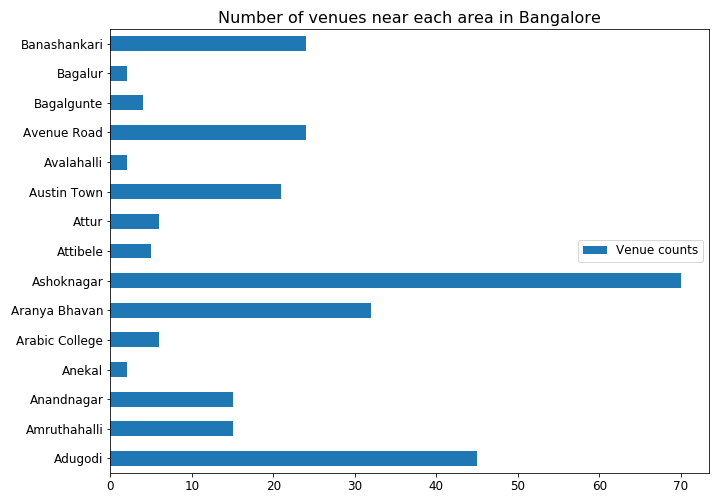 Number of venues near each area in Bangalore
Banashankari
Bagalur
Bagalgunte
Avenue Road
Avalahalli
Austin Town
Attur
Attibele
Venue counts
Ashoknagar
Aranya Bhavan
Arabic College
Anekal
Anandnagar
Amruthahalli
Adugodi
0 10 20 30 40 50 60 70